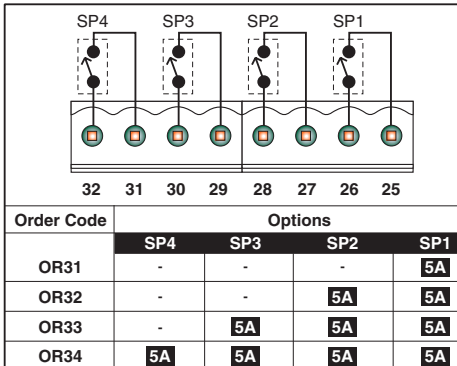 SP4 SP3 SP2 SP1
32 31 30 29 28 27 26 25
Order Code Options
SP4 SP3 SP2 SP1
OR31 - - - 5A
OR32 - - 5A 5A
OR33 - 5A 5A 5A
OR34 5A 5A 5A 5A